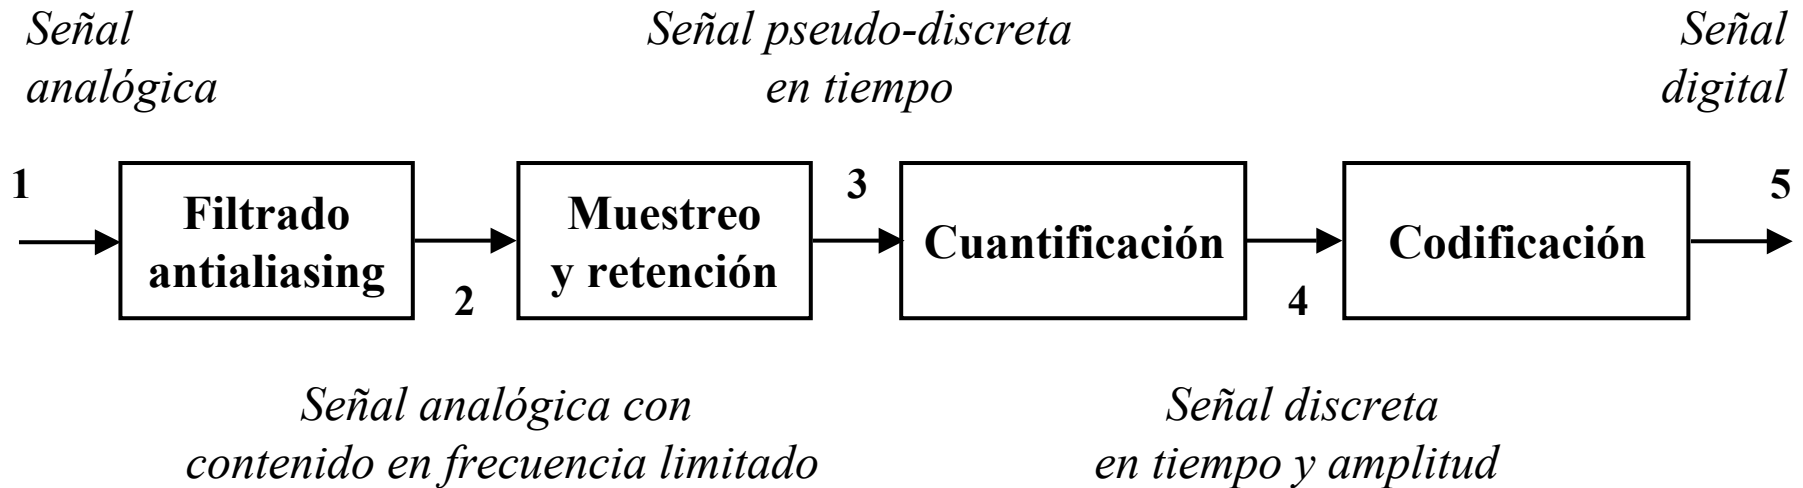 Señal
analógica
Señal pseudo-discreta
en tiempo
Señal
digital
1
Filtrado
antialiasing
2
Muestreo
y retención
3
Cuantificación
4
Codificación
5
Señal analógica con
contenido en frecuencia limitado
Señal discreta
en tiempo y amplitud